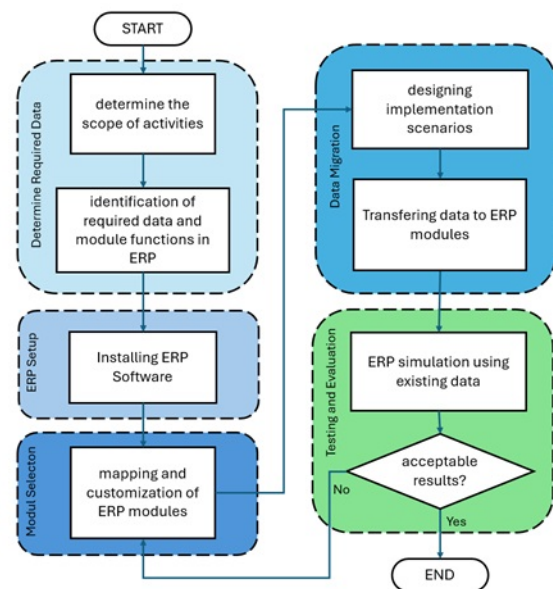 START
Determine Required Data
determine the
scope of activities
identification of
required data and
module functions in
ERP
ERP Setup
Installing ERP
Software
Modul Selecton
mapping and
customization of
ERP modules
Data Migration
designing
implementation
scenarios
Transfering data to ERP
modules
Testing and Evaluation
ERP simulation using
existing data
acceptable
results?
No
Yes
END